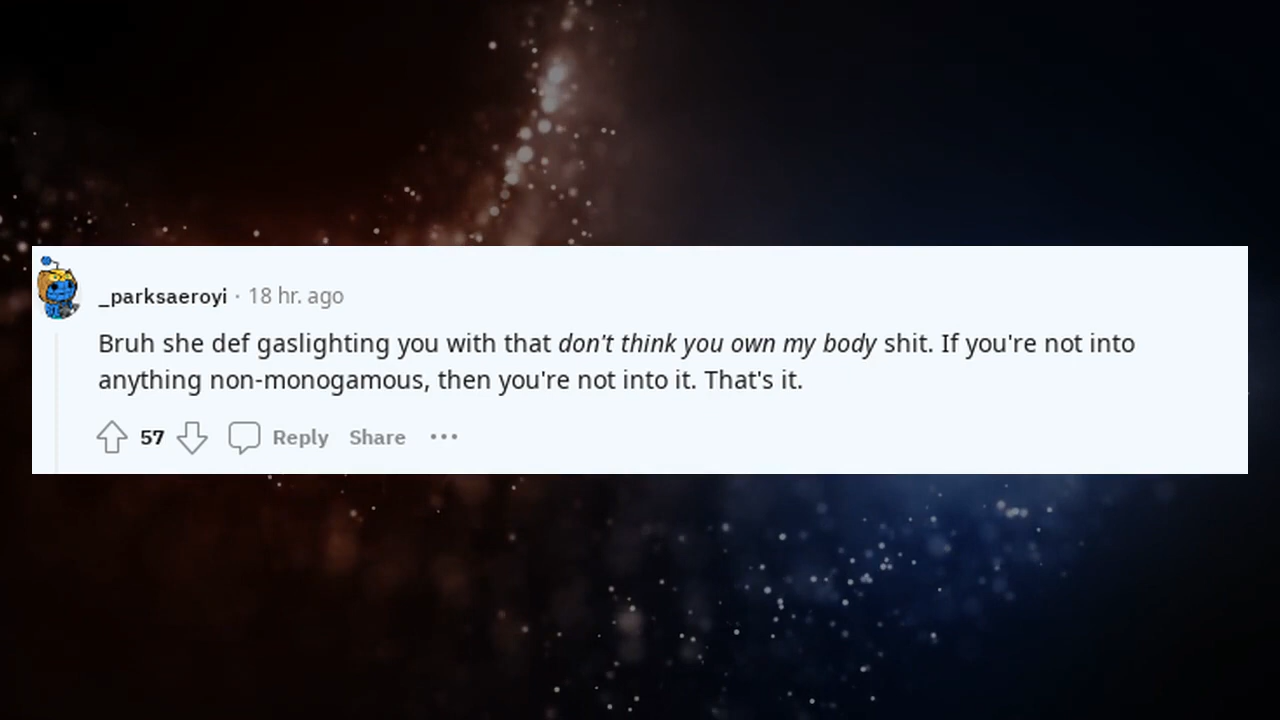 _parksaeroyi · 18 hr. ago
Bruh she def gaslighting you with that don't think you own my body shit. If you're not into
anything non-monogamous, then you're not into it. That's it.
57 Reply Share •••